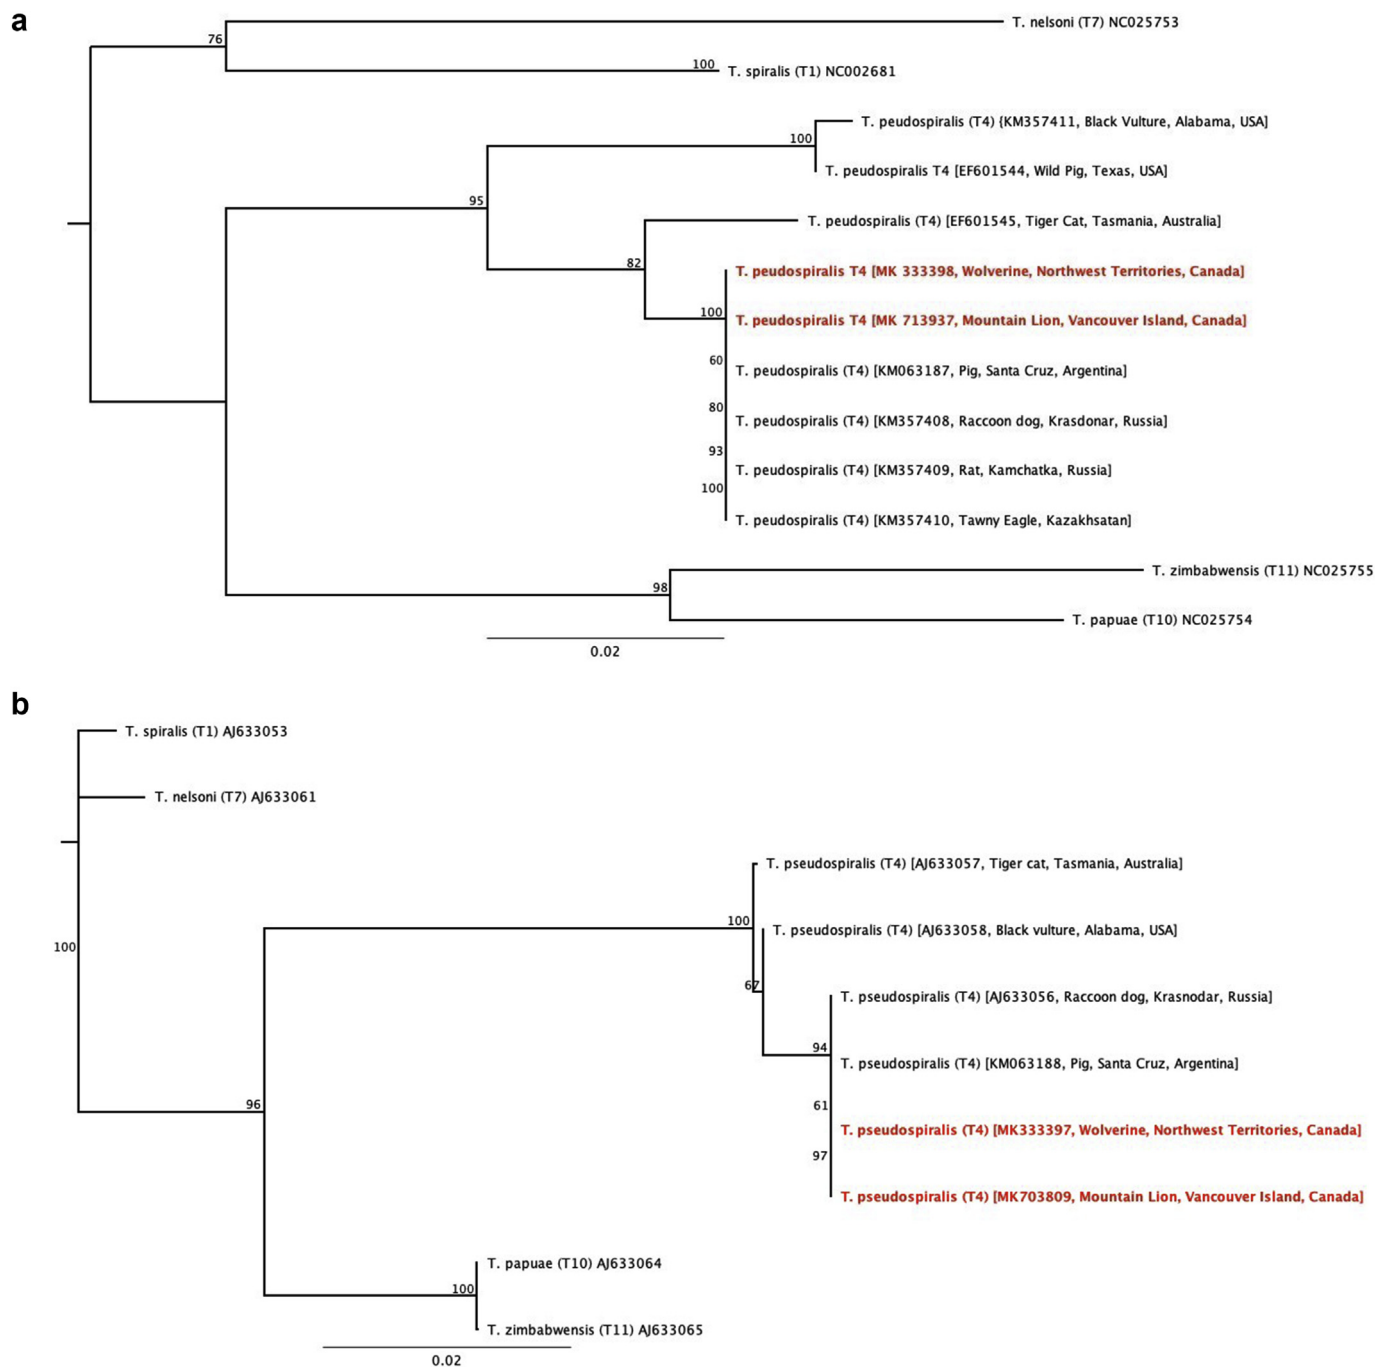 a
76
T. nelsoni (T7) NC025753
100
T. spiralis (T1) NC002681
T. peudospiralis (T4) {KM357411, Black Vulture, Alabama, USA]
100
T. peudospiralis T4 [EF601544, Wild Pig, Texas, USA]
95
T. peudospiralis (T4) [EF601545, Tiger Cat, Tasmania, Australia]
82
T. peudospiralis T4 [MK 333398, Wolverine, Northwest Territories, Canada]
100
T. peudospiralis T4 [MK 713937, Mountain Lion, Vancouver Island, Canada]
60
T. peudospiralis (T4) [KM063187, Pig, Santa Cruz, Argentina]
80
T. peudospiralis (T4) [KM357408, Raccoon dog, Krasdonar, Russia]
93
T. peudospiralis (T4) [KM357409, Rat, Kamchatka, Russia]
100
T. peudospiralis (T4) [KM357410, Tawny Eagle, Kazakhsatan]
T. zimbabwensis (T11) NC025755
98
T. papuae (T10) NC025754
0.02
b
T. spiralis (T1) AJ633053
T. nelsoni (T7) AJ633061
T. pseudospiralis (T4) [AJ633057, Tiger cat, Tasmania, Australia]
100
T. pseudospiralis (T4) [AJ633058, Black vulture, Alabama, USA]
100
67
T. pseudospiralis (T4) [AJ633056, Raccoon dog, Krasnodar, Russia]
94
T. pseudospiralis (T4) [KM063188, Pig, Santa Cruz, Argentina]
96
61
T. pseudospiralis (T4) [MK333397, Wolverine, Northwest Territories, Canada]
97
T. pseudospiralis (T4) [MK703809, Mountain Lion, Vancouver Island, Canada]
T. papuae (T10) AJ633064
100
T. zimbabwensis (T11) AJ633065
0.02